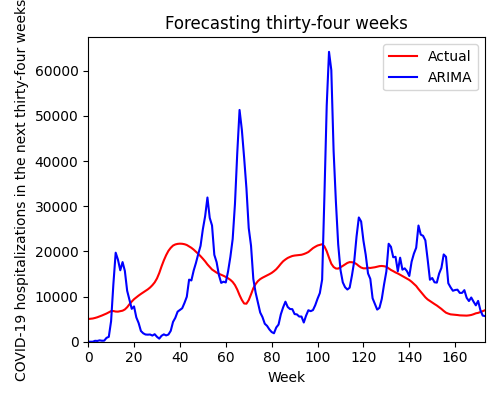 Forecasting thirty-four weeks
COVID-19 hospitalizations in the next thirty-four weeks
60000
50000
40000
30000
20000
10000
0
Actual
ARIMA
0 20 40 60 80 100 120 140 160
Week